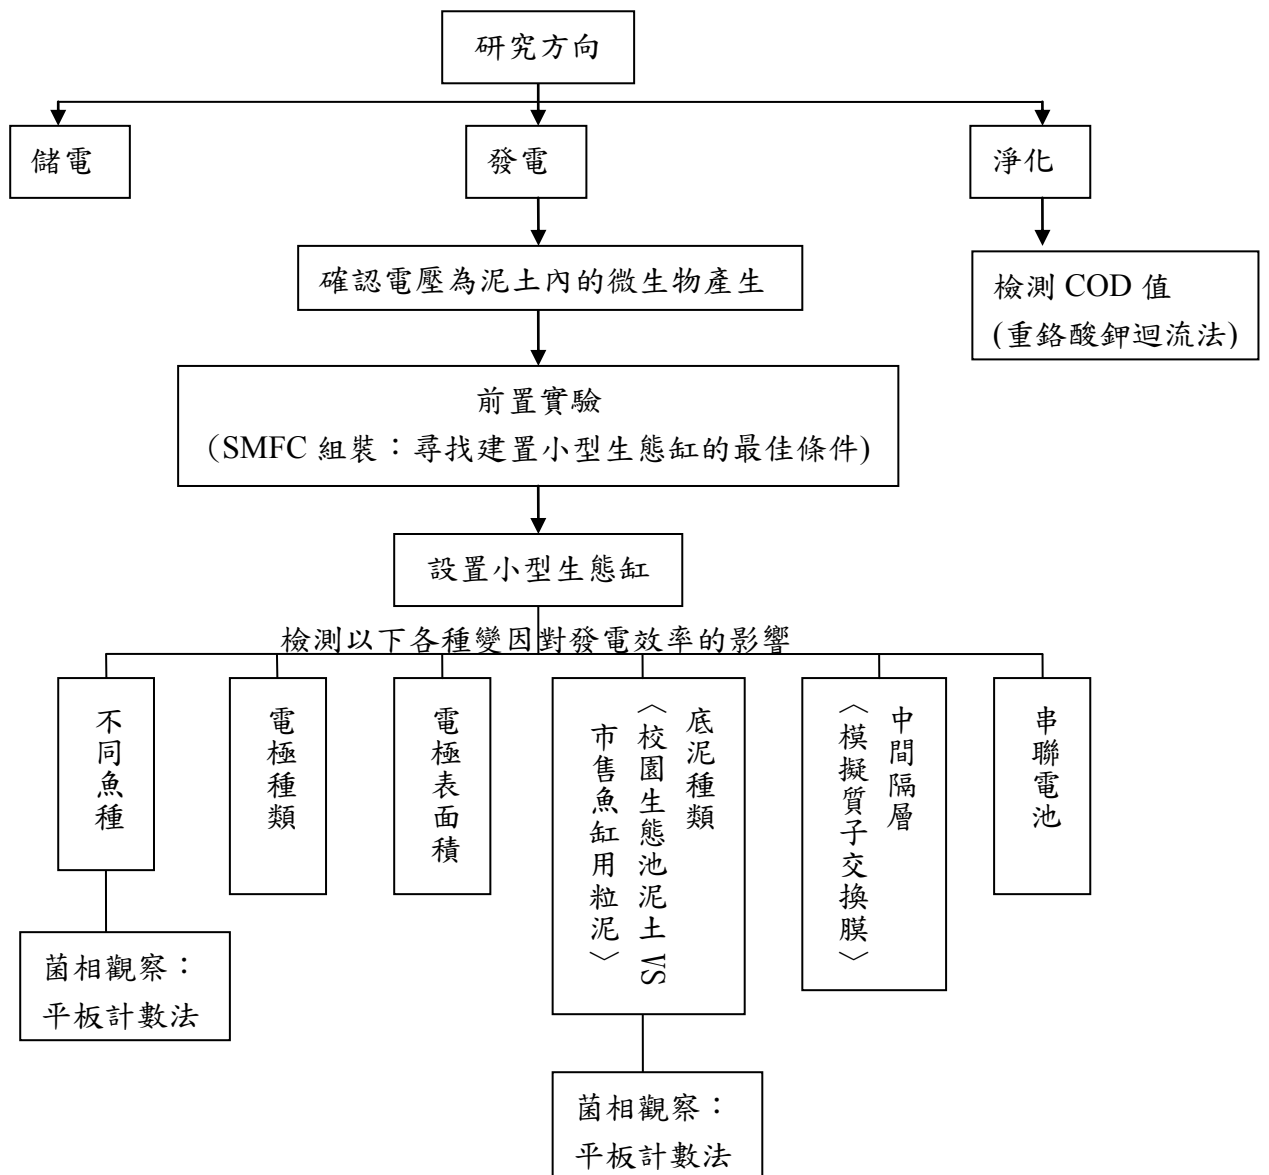 研究方向
儲電
發電
淨化
確認電壓為泥土內的微生物產生
檢測 COD 值
(重鉻酸鉀迴流法)
前置實驗
（SMFC 組裝：尋找建置小型生態缸的最佳條件)
設置小型生態缸
檢測以下各種變因對發電效率的影響
不同魚種
電極種類
電極表面積
底泥種類
〈校園生態池泥土 VS
市售魚缸用粒泥〉
中間隔層
〈模擬質子交換膜〉
串聯電池
菌相觀察：
平板計數法
菌相觀察：
平板計數法